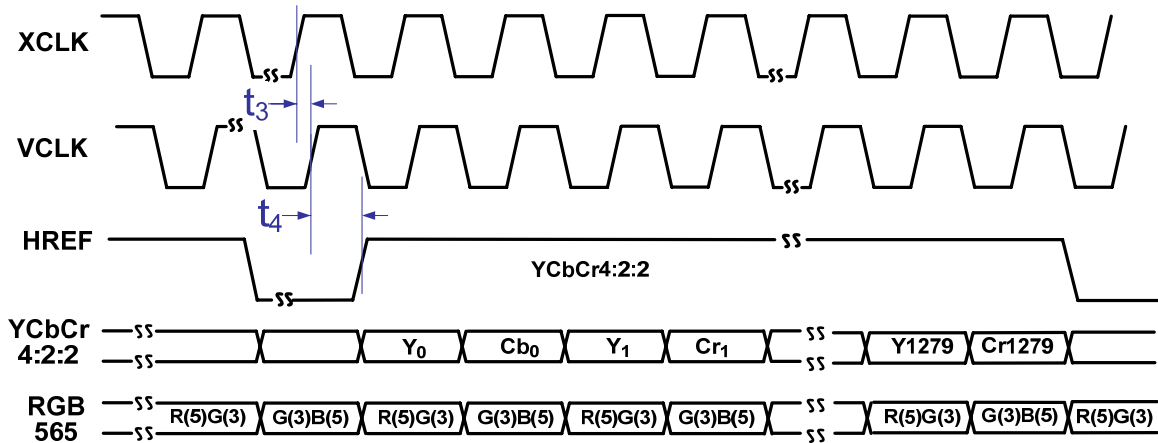 XCLK
t3
VCLK
t4
HREF
YCbCr4:2:2
YCbCr
4:2:2
Y0 Cb0 Y1 Cr1 Y1279 Cr1279
RGB
565
R(5)G(3) G(3)B(5) R(5)G(3) G(3)B(5) R(5)G(3) G(3)B(5) R(5)G(3) G(3)B(5) R(5)G(3)